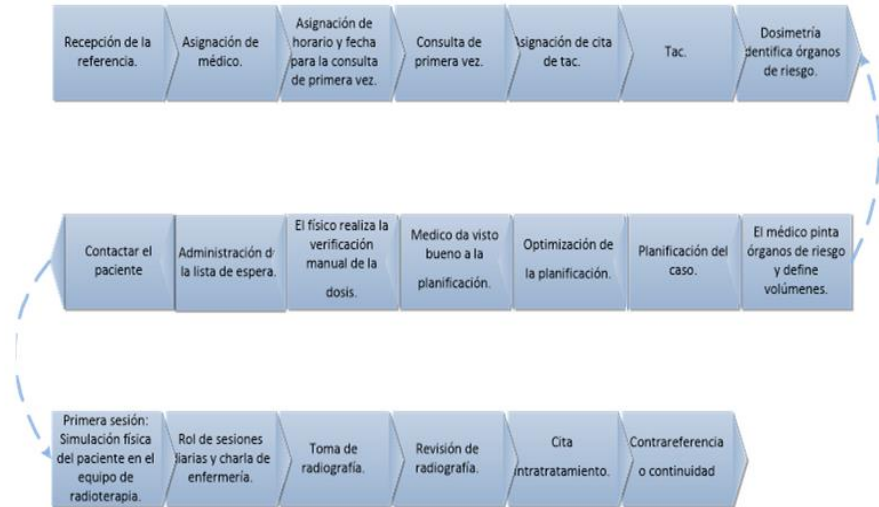 Recepción de la
referencia.
Asignación de
médico.
Asignación de
horario y fecha
para la consulta
de primera vez.
Consulta de
primera vez.
signación de cita
de tac.
Tac.
Dosimetría
dentifica órganos
de riesgo.
Contactar el
paciente
Administración d
la lista de espera.
El físico realiza la
verificación
manual de la
dosis.
Medico da visto
bueno a la
planificación.
Optimización de
la planificación.
Planificación del
caso.
El médico pinta
órganos de riesgo
y define
volúmenes.
Primera sesión:
Simulación física
del paciente en el
equipo de
radioterapia.
Rol de sesiones
iarias y charla de
enfermería.
Toma de
radiografía.
Revisión de
radiografía.
Cita
ntratratamiento.
Contrareferencia
o continuidad